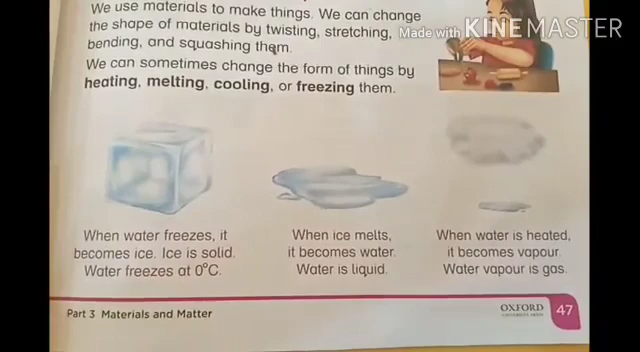 We use materials to make things. We can change
the shape of materials by twisting, stretching,
bending, and squashing them.
We can sometimes change the form of things by
heating, melting, cooling, or freezing them.
Made with KINEMASTER
When water freezes, it
becomes ice. Ice is solid.
Water freezes at 0°C.
When ice melts,
it becomes water.
Water is liquid.
When water is heated,
it becomes vapour.
Water vapour is gas.
Part 3 Materials and Matter
OXFORD
UNIVERSITY PRESS
47